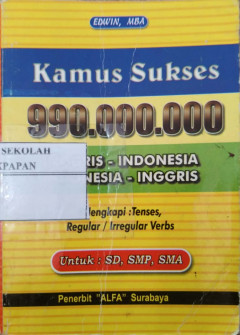 EDWIN, MBA
Kamus Sukses
990.000.000
RIS - INDONESIA
NESIA - INGGRIS
SEKOLAH
KPAPAN
lengkapi :Tenses,
Regular / Irregular Verbs
Untuk : SD, SMP, SMA
Penerbit "ALFA" Surabaya